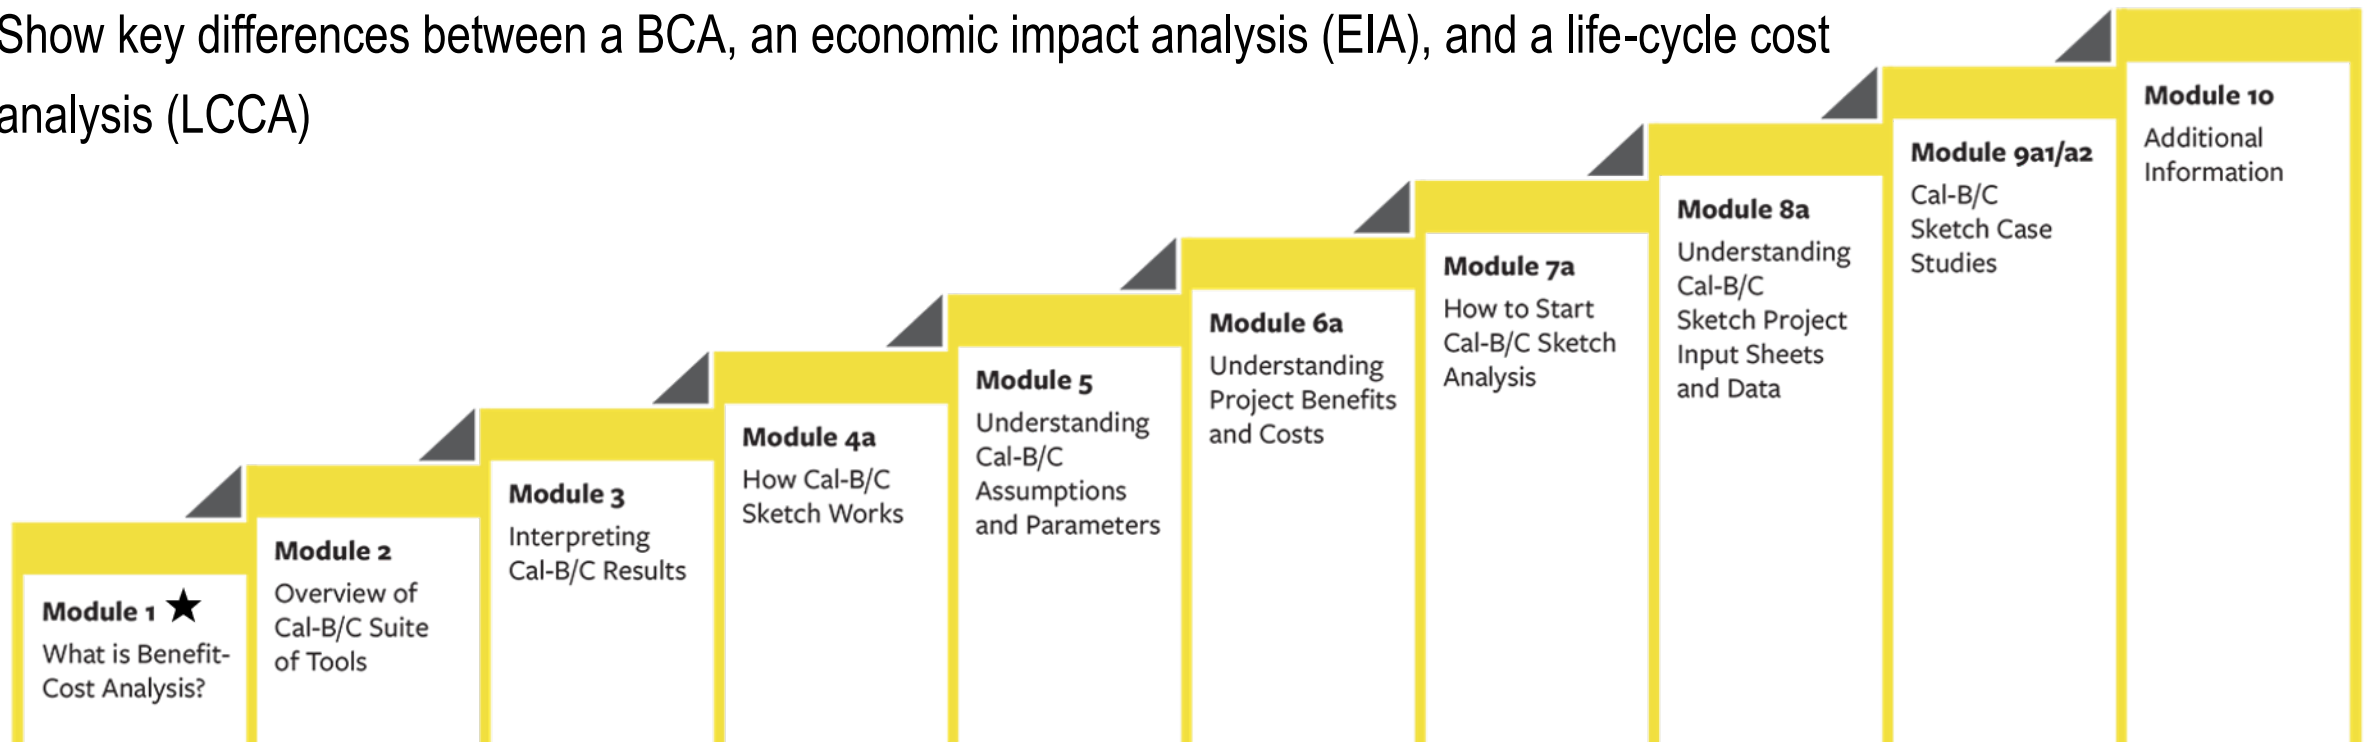 Show key differences between a BCA, an economic impact analysis (EIA), and a life-cycle cost
analysis (LCCA)
Module 1
What is Benefit-
Cost Analysis?
Module 2
Overview of
Cal-B/C Suite
of Tools
Module 3
Interpreting
Cal-B/C Results
Module 4a
How Cal-B/C
Sketch Works
Module 5
Understanding
Cal-B/C
Assumptions
and Parameters
Module 6a
Understanding
Project Benefits
and Costs
Module 7a
How to Start
Cal-B/C Sketch
Analysis
Module 8a
Understanding
Cal-B/C
Sketch Project
Input Sheets
and Data
Module 9a1/a2
Cal-B/C
Sketch Case
Studies
Module 10
Additional
Information